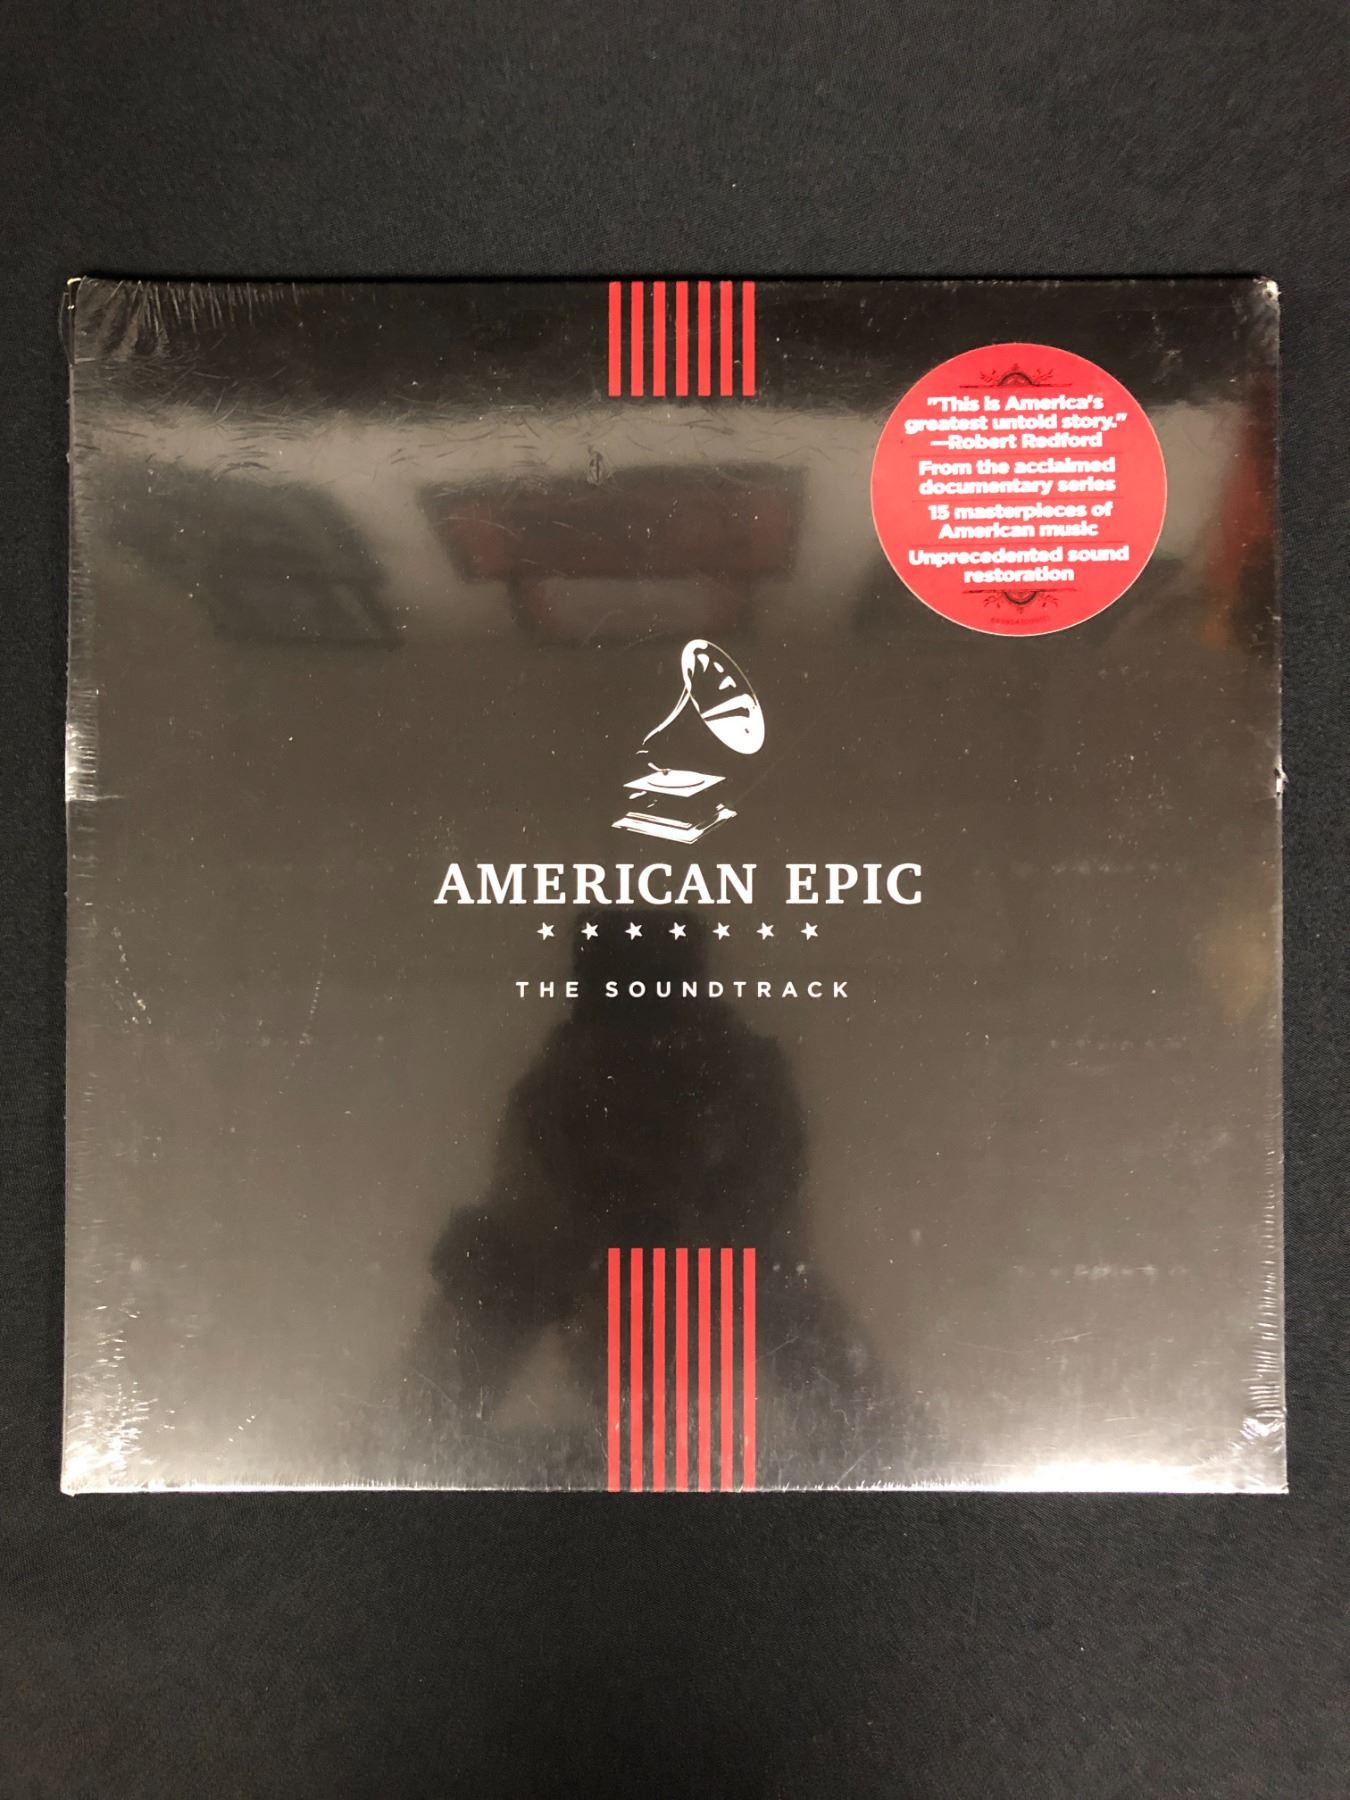 "This is America's
greatest untold story."
—Robert Redford
From the acclaimed
documentary series
15 masterpieces of
American music
Unprecedented sound
restoration
AMERICAN EPIC
THE SOUNDTRACK